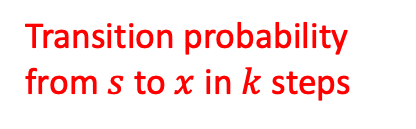 Transition probability
from s to x in k steps